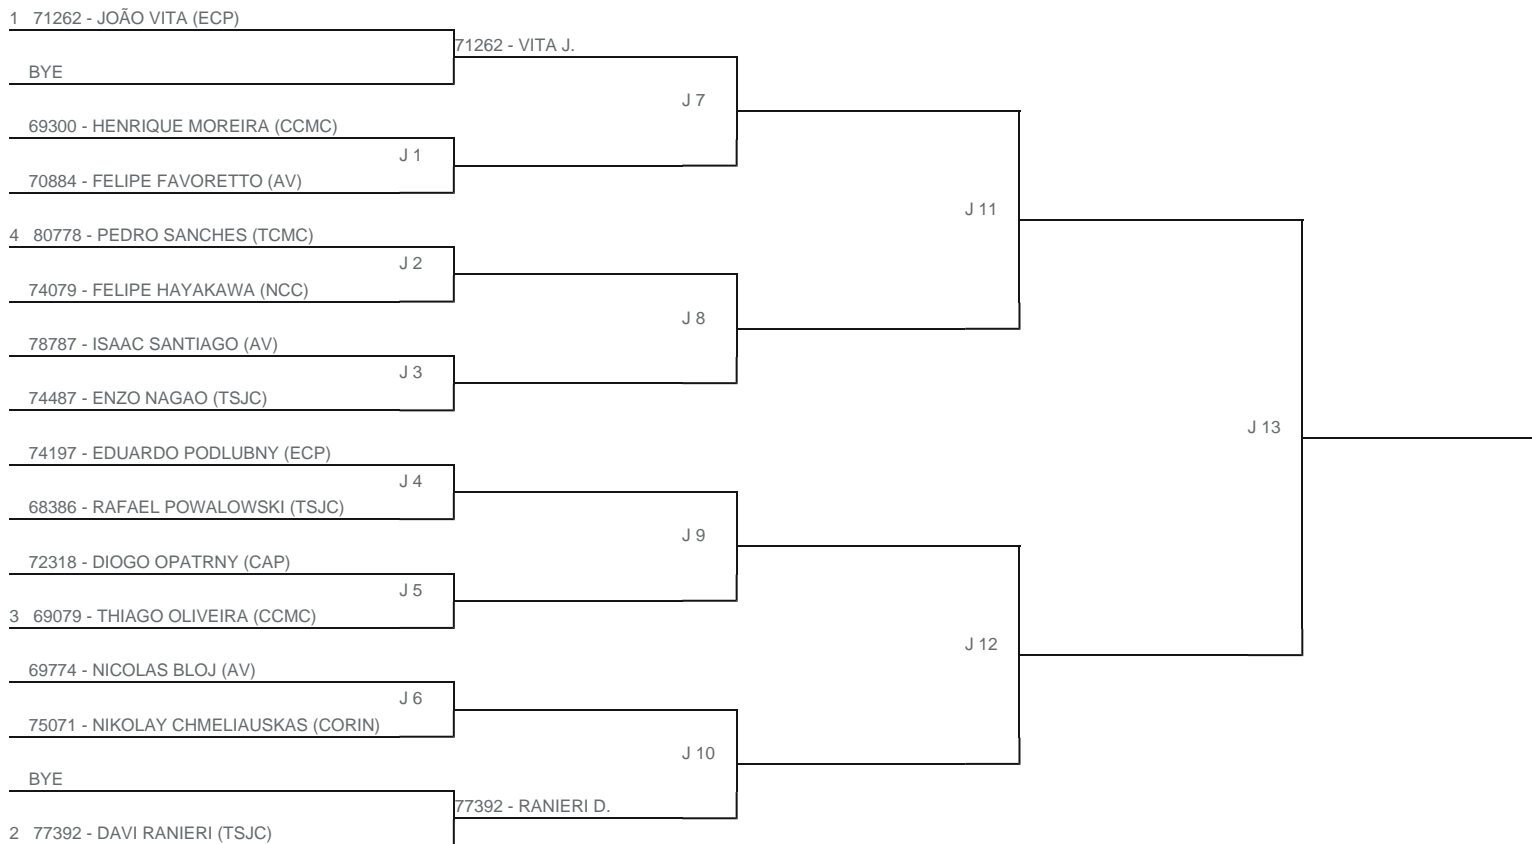 1 71262 - JOÃO VITA (ECP)
71262 - VITA J.
BYE
J 7
69300 - HENRIQUE MOREIRA (CCMC)
J 1
70884 - FELIPE FAVORETTO (AV)
J 11
4 80778 - PEDRO SANCHES (TCMC)
J 2
74079 - FELIPE HAYAKAWA (NCC)
J 8
78787 - ISAAC SANTIAGO (AV)
J 3
74487 - ENZO NAGAO (TSJC)
J 13
74197 - EDUARDO PODLUBNY (ECP)
J 4
68386 - RAFAEL POWALOWSKI (TSJC)
J 9
72318 - DIOGO OPATRNY (CAP)
J 5
3 69079 - THIAGO OLIVEIRA (CCMC)
J 12
69774 - NICOLAS BLOJ (AV)
J 6
75071 - NIKOLAY CHMELIAUSKAS (CORIN)
J 10
BYE
77392 - RANIERI D.
2 77392 - DAVI RANIERI (TSJC)